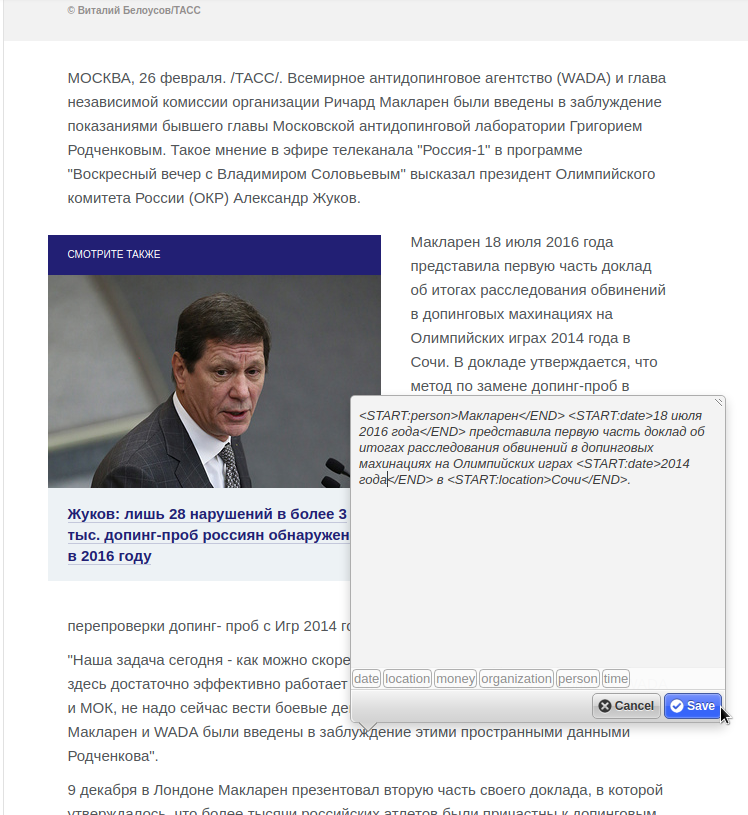 © Виталий Белоусов/ТАСС
МОСКВА, 26 февраля. /ТАСС/. Всемирное антидопинговое агентство (WADA) и глава
независимой комиссии организации Ричард Макларен были введены в заблуждение
показаниями бывшего главы Московской антидопинговой лаборатории Григорием
Родченковым. Такое мнение в эфире телеканала "Россия-1" в программе
"Воскресный вечер с Владимиром Соловьевым" высказал президент Олимпийского
комитета России (ОКР) Александр Жуков.
СМОТРИТЕ ТАКЖЕ
Жуков: лишь 28 нарушений в более 3
тыс. допинг-проб россиян обнаружен
в 2016 году
Макларен 18 июля 2016 года
представила первую часть доклад
об итогах расследования обвинений
в допинговых махинациях на
Олимпийских играх 2014 года в
Сочи. В докладе утверждается, что
метод по замене допинг-проб в
<START:person>Макларен</END> <START:date>18 июля
2016 года</END> представила первую часть доклад об
итогах расследования обвинений в допинговых
махинациях на Олимпийских играх <START:date>2014
года</END> в <START:location>Сочи</END>.
date location money organization person time
Cancel Save
перепроверки допинг- проб с Игр 2014 го
"Наша задача сегодня - как можно скоре
здесь достаточно эффективно работает
и МОК, не надо сейчас вести боевые де
Макларен и WADA были введены в заблуждение этими пространными данными
Родченкова".
9 декабря в Лондоне Макларен презентовал вторую часть своего доклада, в которой
утверждалось, что более тысячи российских атлетов были причастны к допинговым